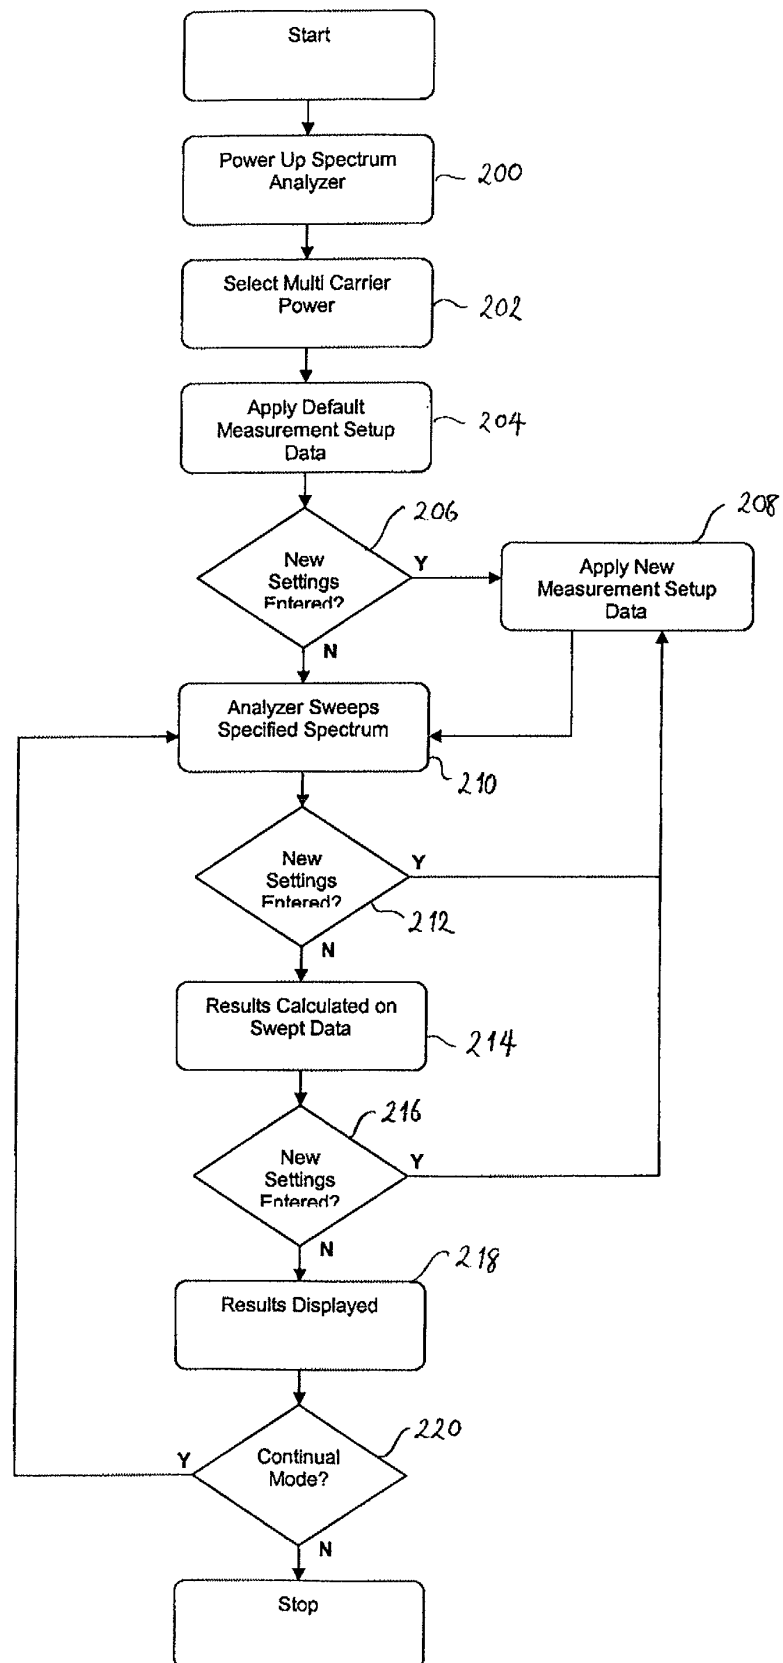 Start
Power Up Spectrum
Analyzer
200
Select Multi Carrier
Power
202
Apply Default
Measurement Setup
Data
204
206
New
Settings
Entered?
Y
N
208
Apply New
Measurement Setup
Data
Analyzer Sweeps
Specified Spectrum
210
New
Settings
Entered?
Y
212
N
Results Calculated on
Swept Data
214
216
New
Settings
Entered?
Y
N
218
Results Displayed
220
Continual
Mode?
Y
N
Stop